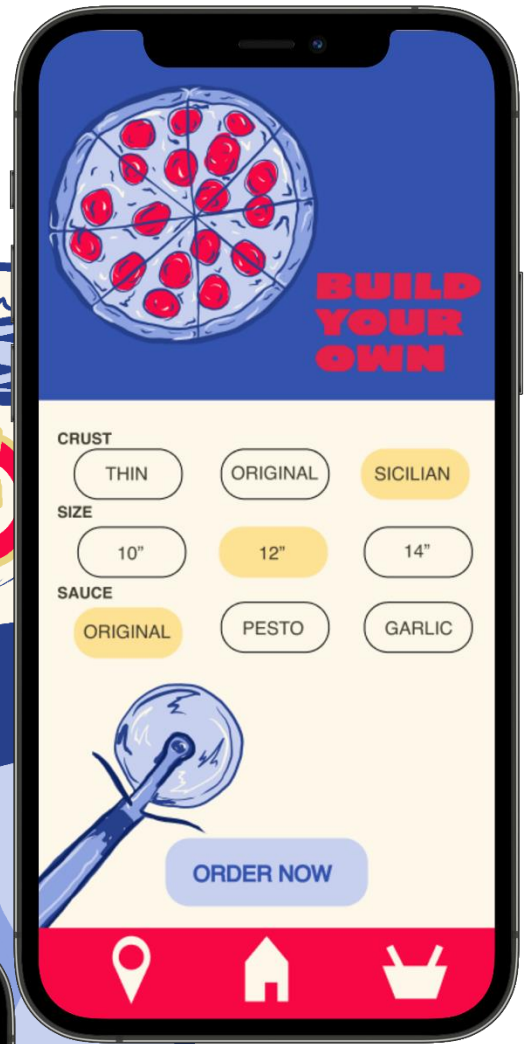 BUILD
YOUR
OWN
CRUST
THIN ORIGINAL SICILIAN
SIZE
10” 12” 14”
SAUCE
ORIGINAL PESTO GARLIC
ORDER NOW